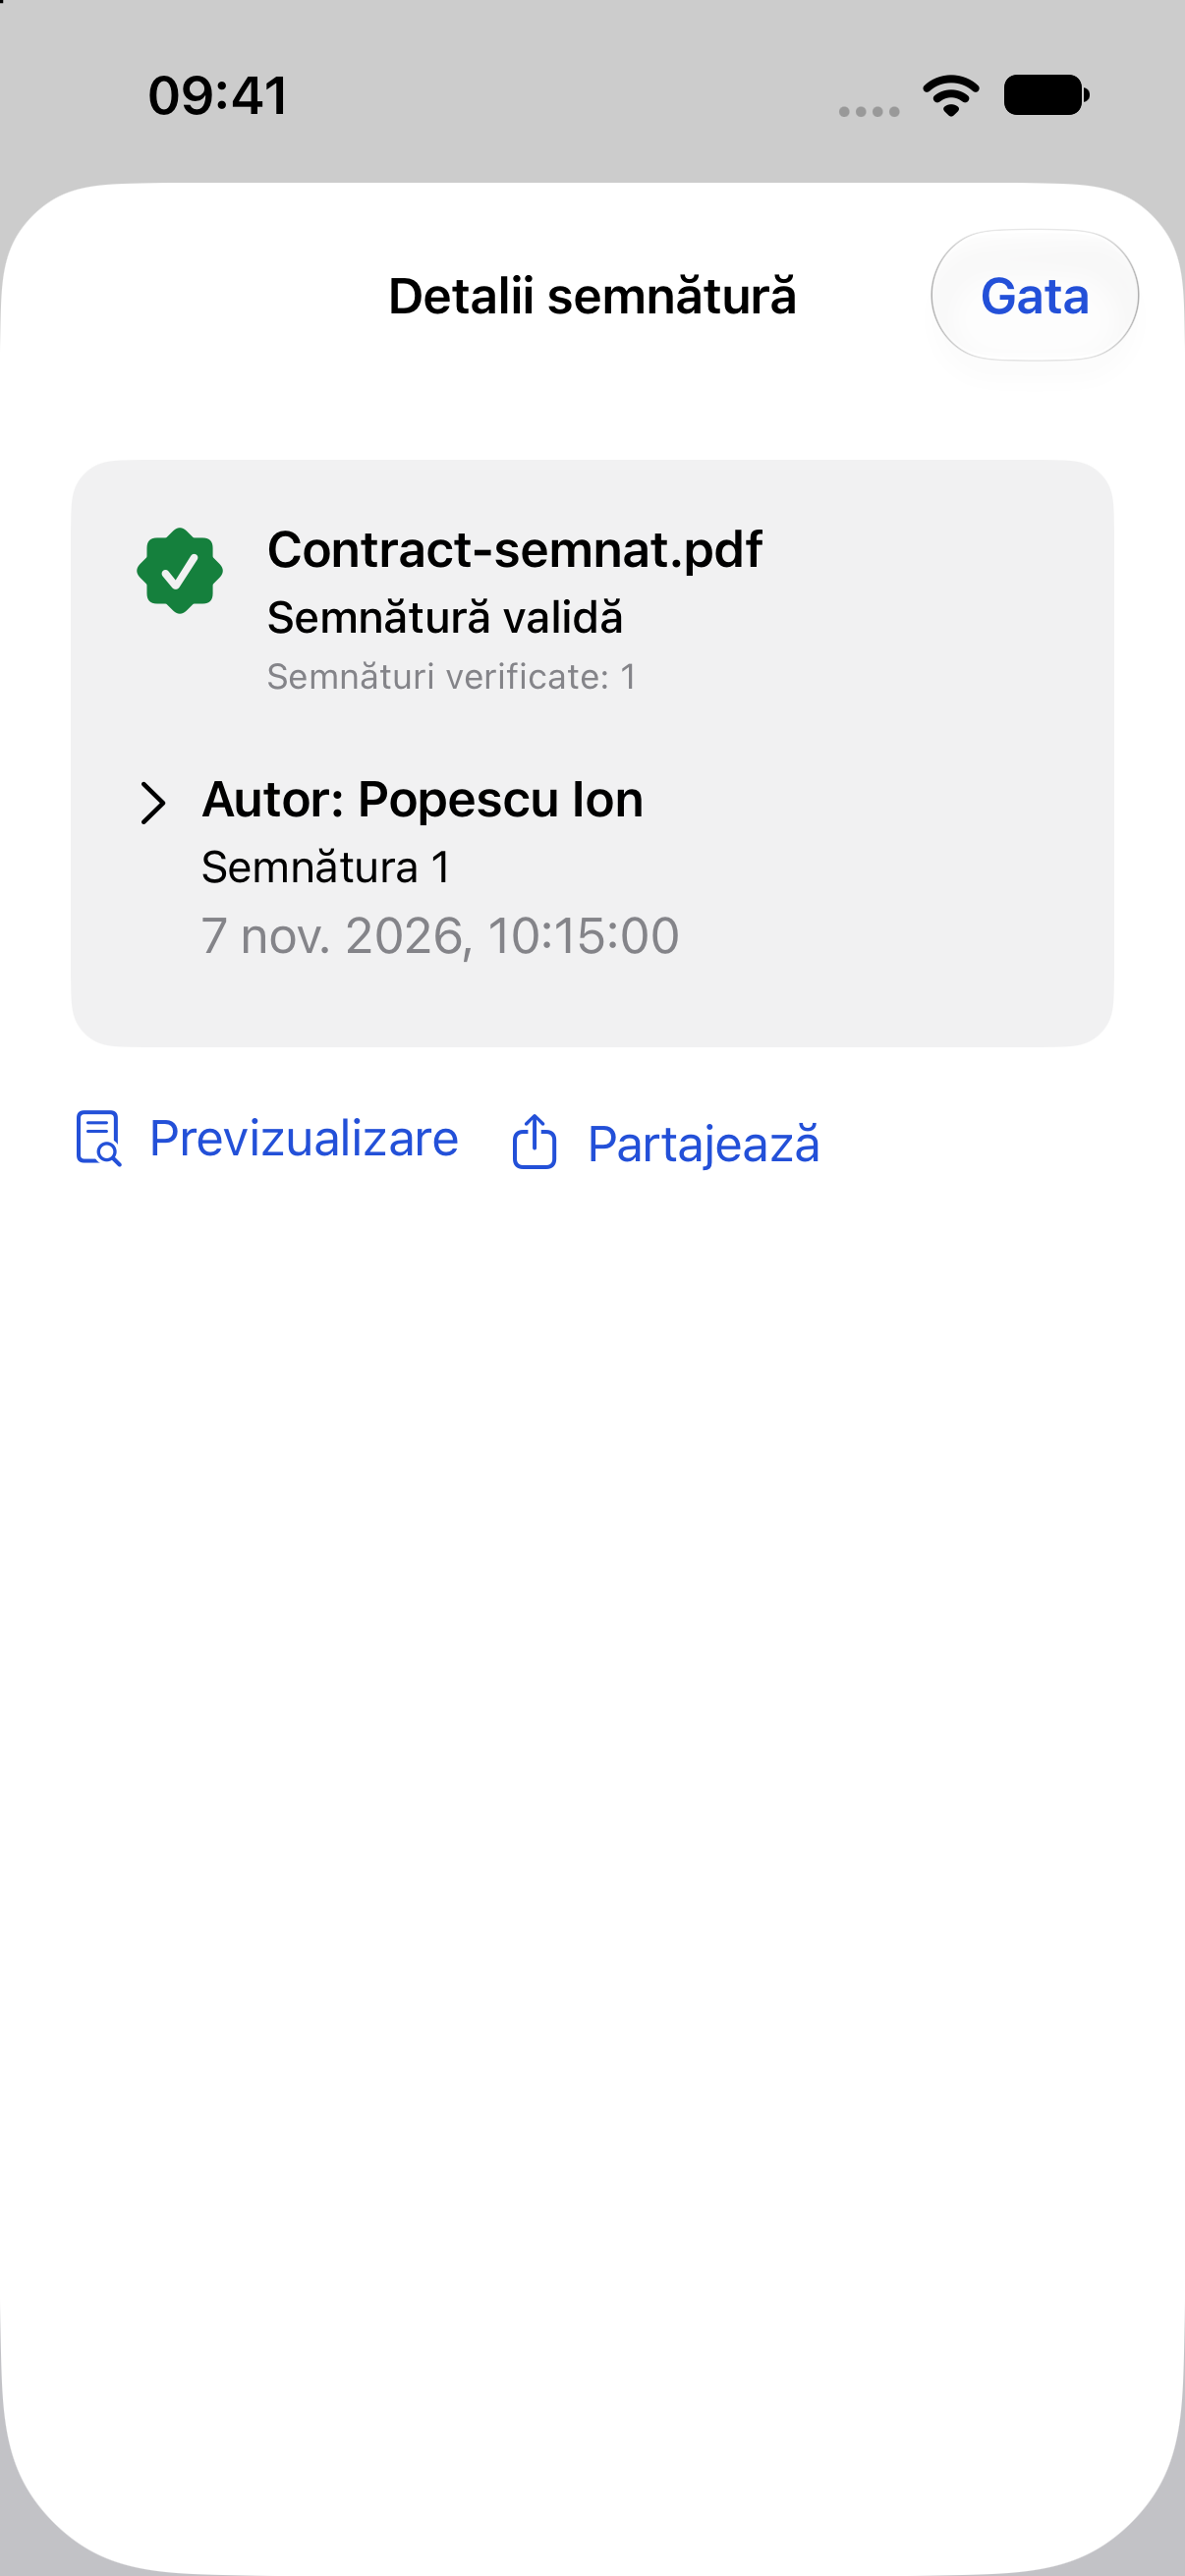 09:41
Detalii semnătură
Gata
Contract-semnat.pdf
Semnătură validă
Semnături verificate: 1
Autor: Popescu Ion
Semnătura 1
7 nov. 2026, 10:15:00
Previzualizare
Partajează